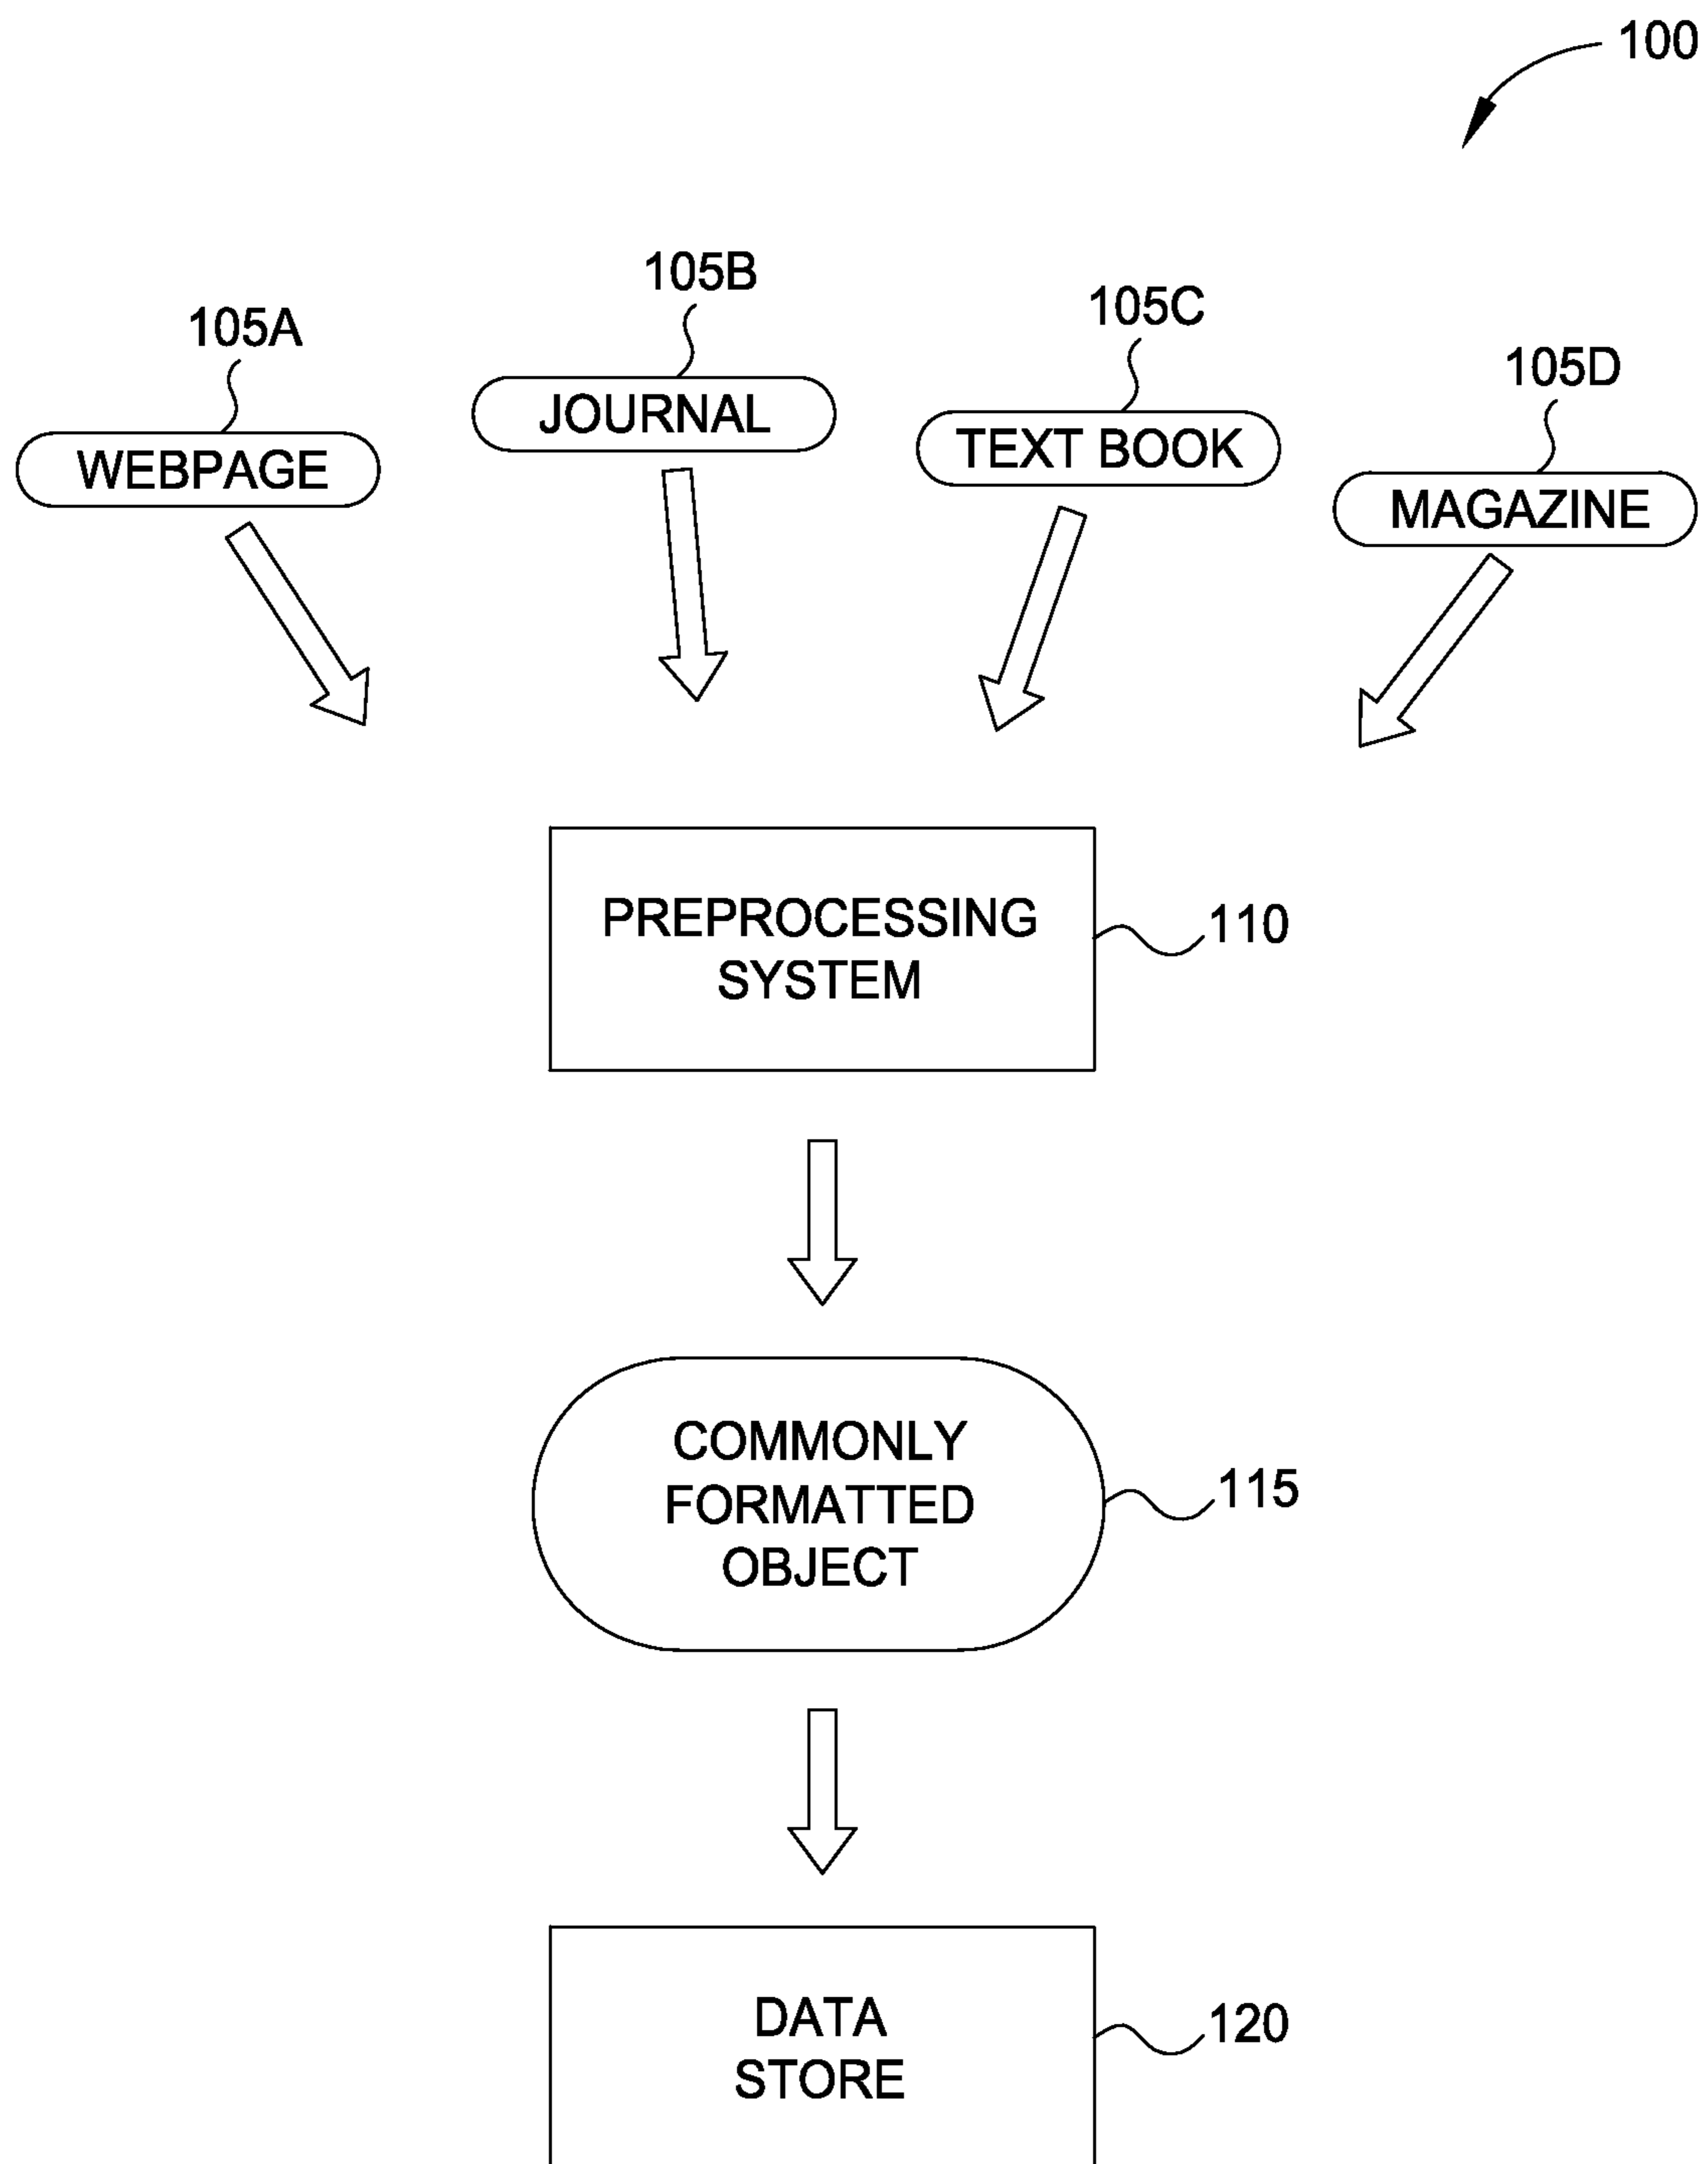 100
105A
WEBPAGE
105B
JOURNAL
105C
TEXT BOOK
105D
MAGAZINE
PREPROCESSING
SYSTEM
110
COMMONLY
FORMATTED
OBJECT
115
DATA
STORE
120